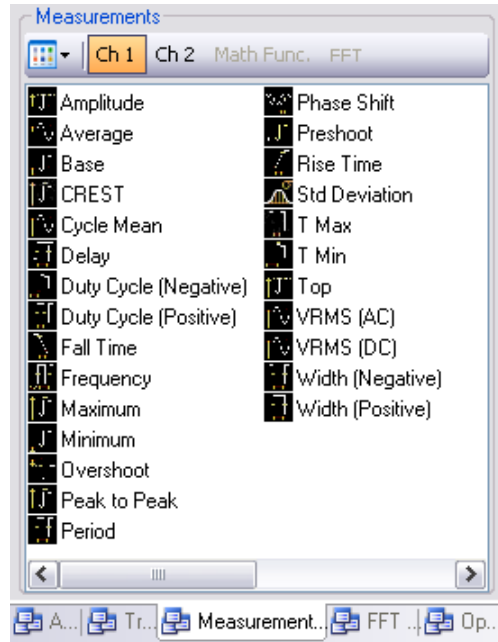 Measurements
Ch 1 Ch 2 Math Func. FFT
Amplitude
Average
Base
CREST
Cycle Mean
Delay
Duty Cycle (Negative)
Duty Cycle (Positive)
Fall Time
Frequency
Maximum
Minimum
Overshoot
Peak to Peak
Period
Phase Shift
Preshoot
Rise Time
Std Deviation
T Max
T Min
Top
VRMS (AC)
VRMS (DC)
Width (Negative)
Width (Positive)
A... Tr... Measurement... FFT ... Op...